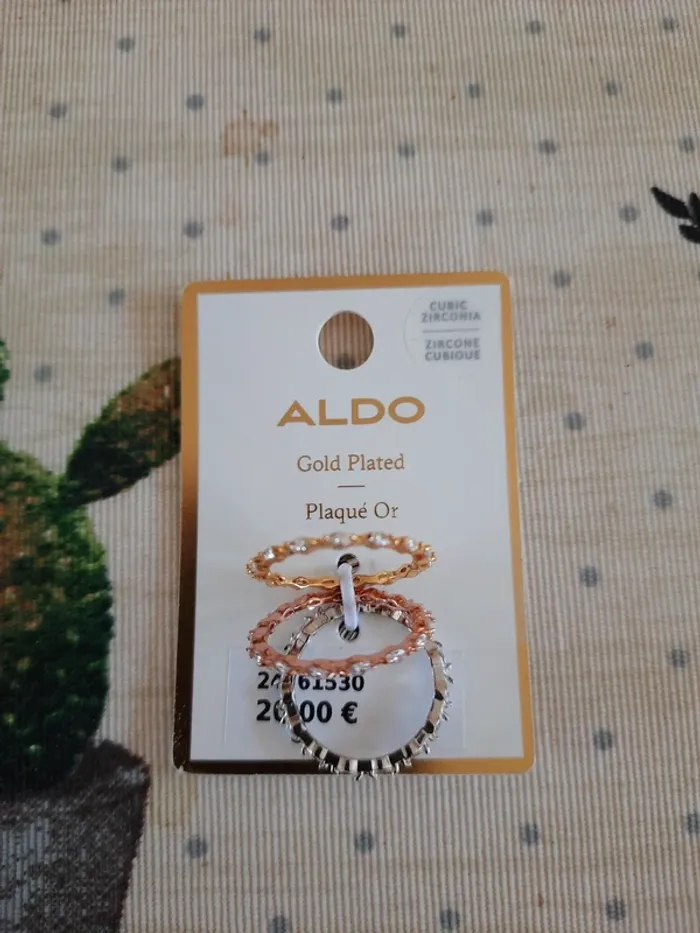 CUBIC
ZIRCONIA
ZIRCONE
CUBIQUE
ALDO
Gold Plated
Plaqué Or
€